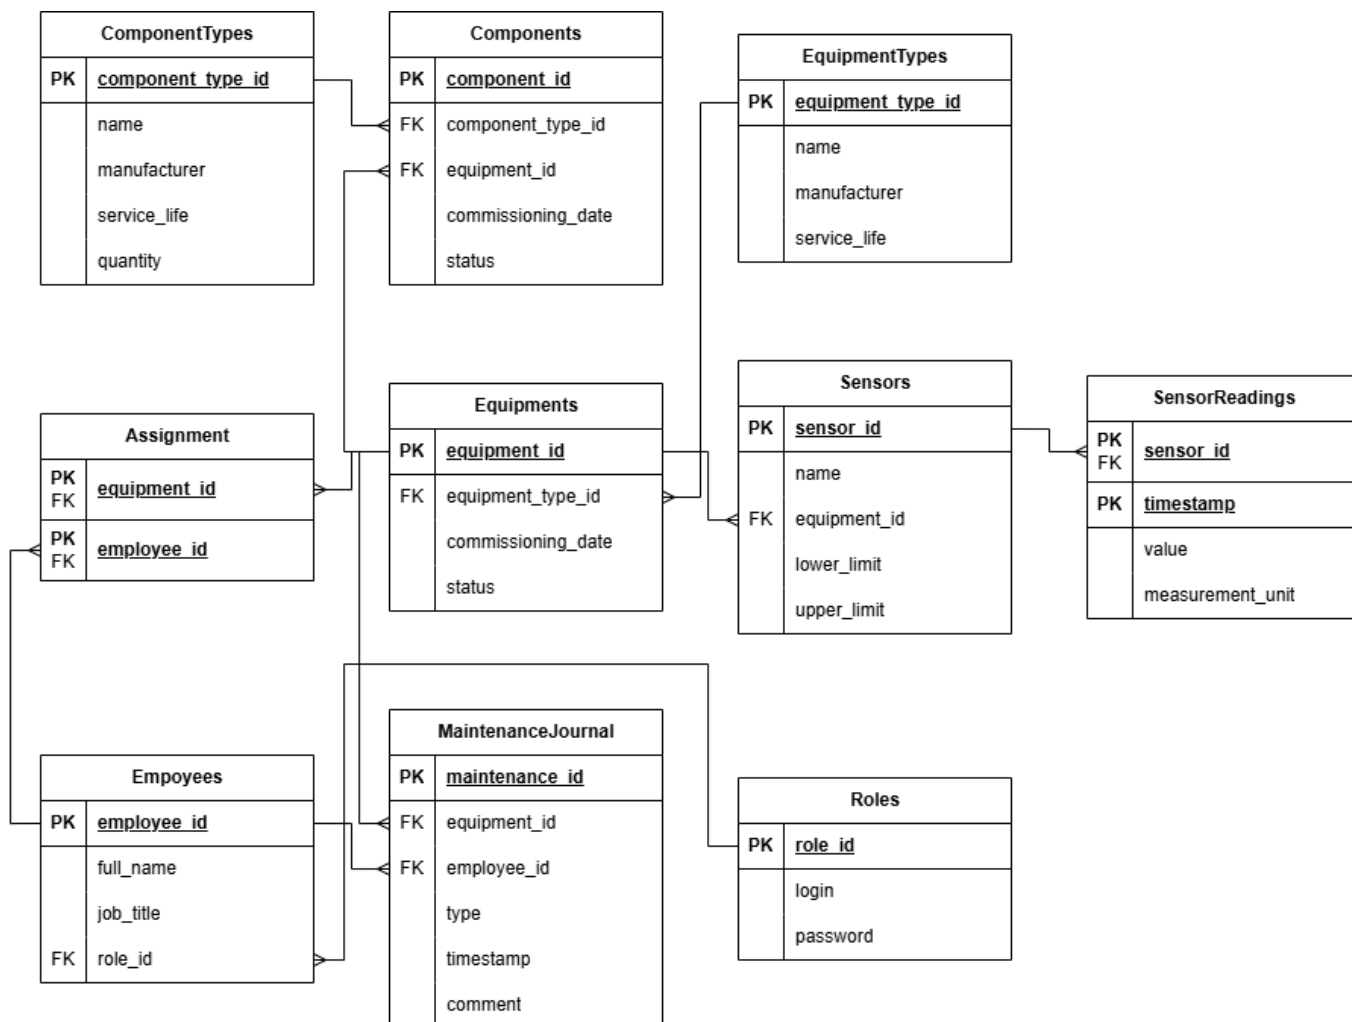 ComponentTypes
PK component_type_id
name
manufacturer
service_life
quantity
Components
PK component_id
FK component_type_id
FK equipment_id
commissioning_date
status
EquipmentTypes
PK equipment_type_id
name
manufacturer
service_life
Assignment
PK
FK equipment_id
PK
FK employee_id
Equipments
PK equipment_id
FK equipment_type_id
commissioning_date
status
Sensors
PK sensor_id
name
FK equipment_id
lower_limit
upper_limit
SensorReadings
PK
FK sensor_id
PK timestamp
value
measurement_unit
Empoyees
PK employee_id
full_name
job_title
FK role_id
MaintenanceJournal
PK maintenance_id
FK equipment_id
FK employee_id
type
timestamp
comment
Roles
PK role_id
login
password